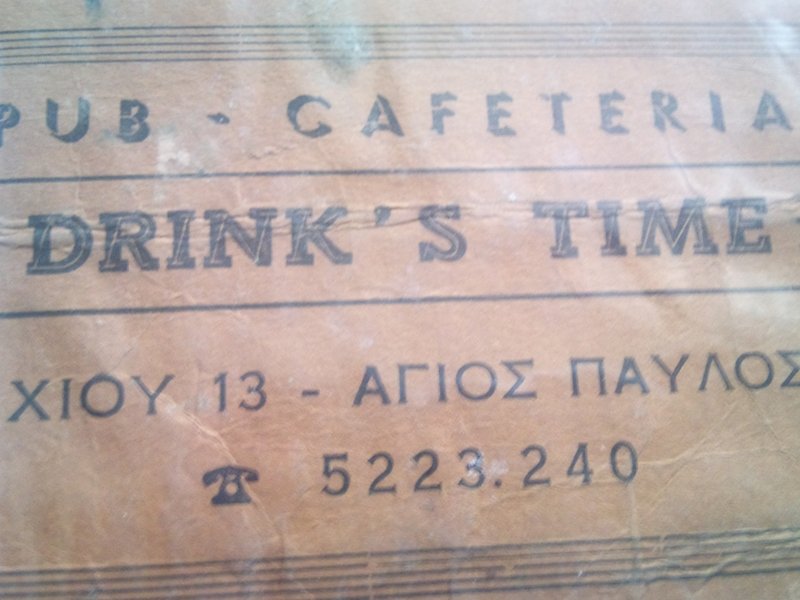 PUB - CAFETERIA
DRINK'S TIME
ΧΙΟΥ 13 - ΑΓΙΟΣ ΠΑΥΛΟΣ
☎ 5223.240